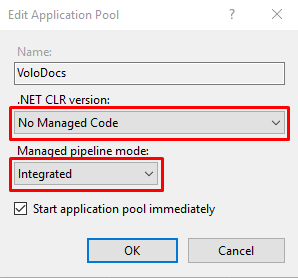 Edit Application Pool
Name:
VoloDocs
.NET CLR version:
No Managed Code
Managed pipeline mode:
Integrated
Start application pool immediately
OK
Cancel